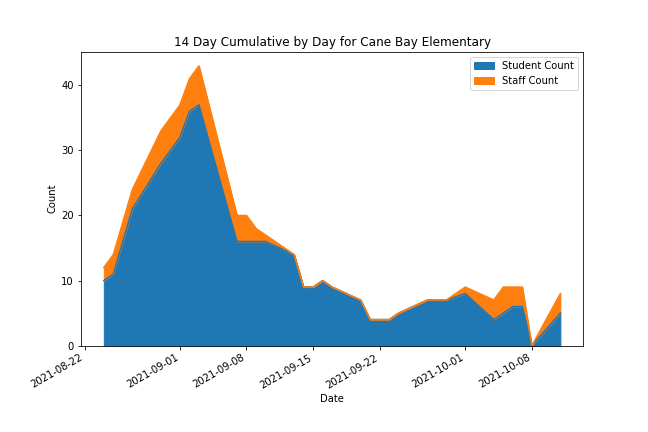 14 Day Cumulative by Day for Cane Bay Elementary
Student Count
Staff Count
Count
40
30
20
10
0
2021-08-22
2021-09-01
2021-09-08
2021-09-15
2021-09-22
2021-10-01
2021-10-08
Date